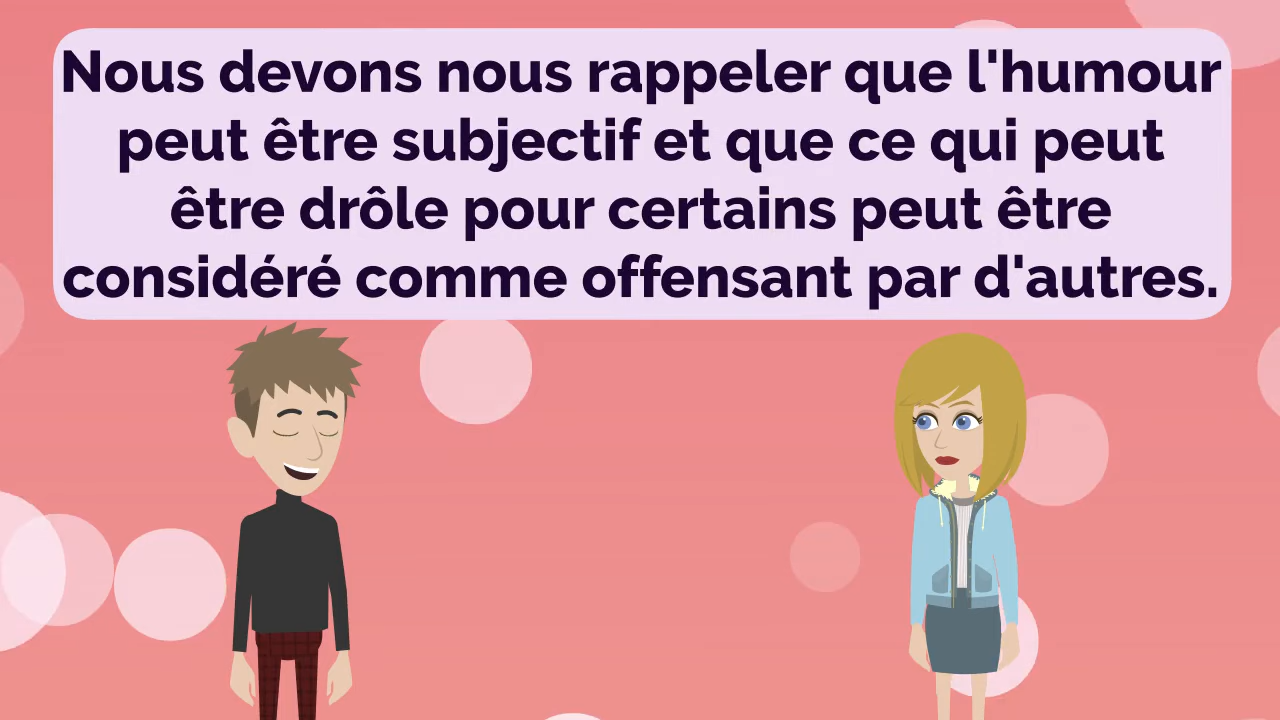 Nous devons nous rappeler que l'humour
peut être subjectif et que ce qui peut
être drôle pour certains peut être
considéré comme offensant par d'autres.